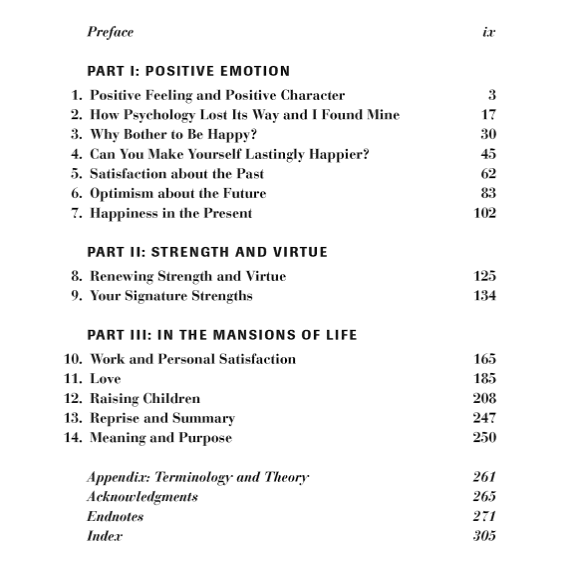 Preface ix
PART I: POSITIVE EMOTION
1. Positive Feeling and Positive Character 3
2. How Psychology Lost Its Way and I Found Mine 17
3. Why Bother to Be Happy? 30
4. Can You Make Yourself Lastingly Happier? 45
5. Satisfaction about the Past 62
6. Optimism about the Future 83
7. Happiness in the Present 102
PART II: STRENGTH AND VIRTUE
8. Renewing Strength and Virtue 125
9. Your Signature Strengths 134
PART III: IN THE MANSIONS OF LIFE
10. Work and Personal Satisfaction 165
11. Love 185
12. Raising Children 208
13. Reprise and Summary 247
14. Meaning and Purpose 250
Appendix: Terminology and Theory 261
Acknowledgments 265
Endnotes 271
Index 305